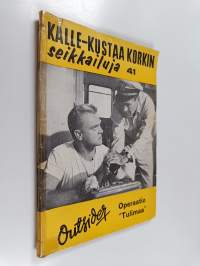 KALLE-KUSTAA KORKIN
seikkailuja 41
Outsider
Operaatio
"Tulimaa"